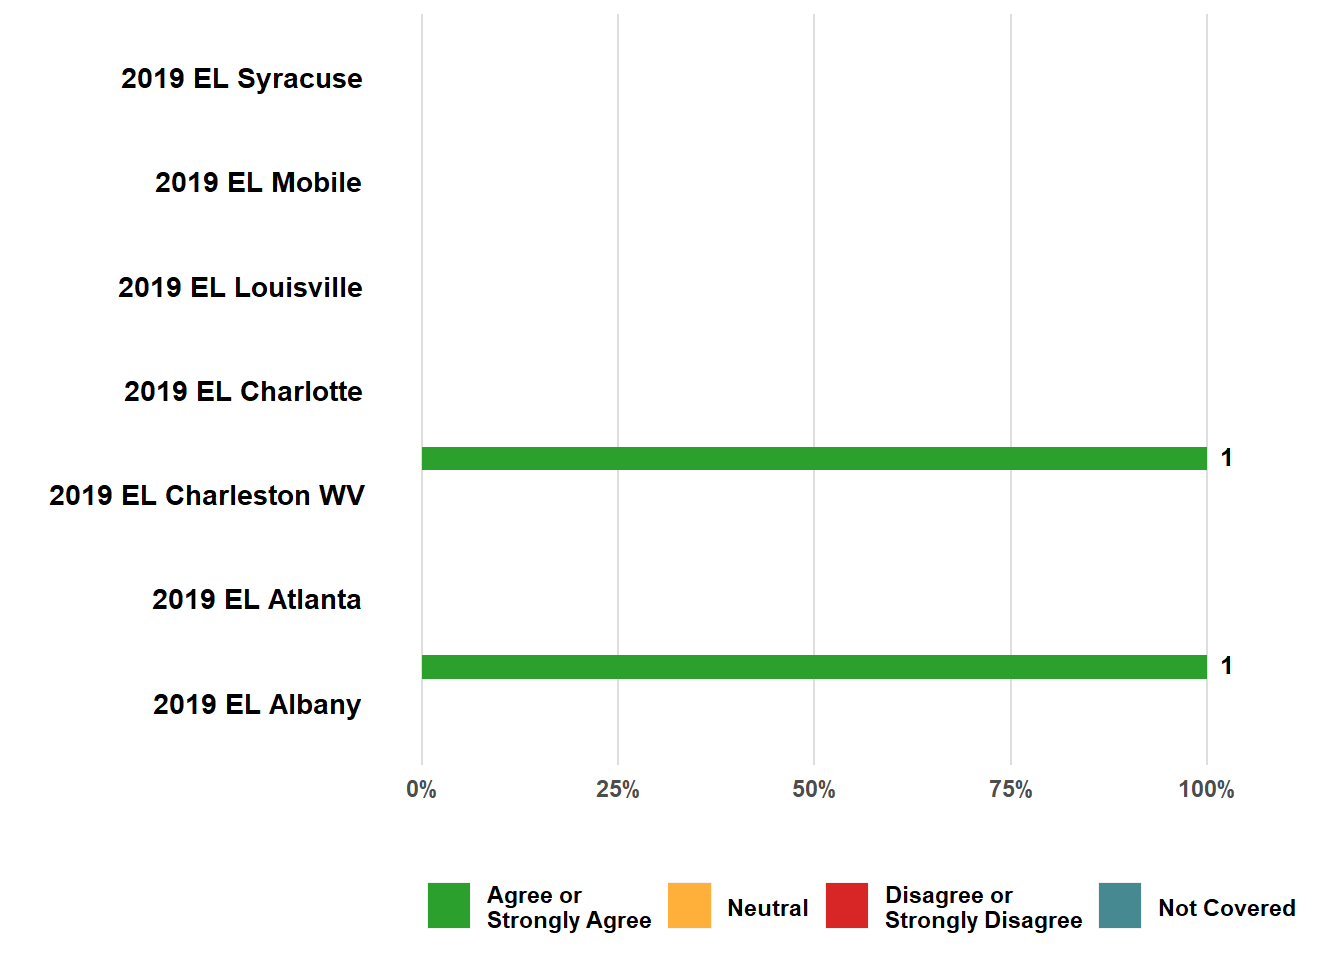 2019 EL Syracuse
2019 EL Mobile
2019 EL Louisville
2019 EL Charlotte
1
2019 EL Charleston WV
2019 EL Atlanta
1
2019 EL Albany
0% 25% 50% 75% 100%
Agree or
Strongly Agree
Neutral
Disagree or
Strongly Disagree
Not Covered